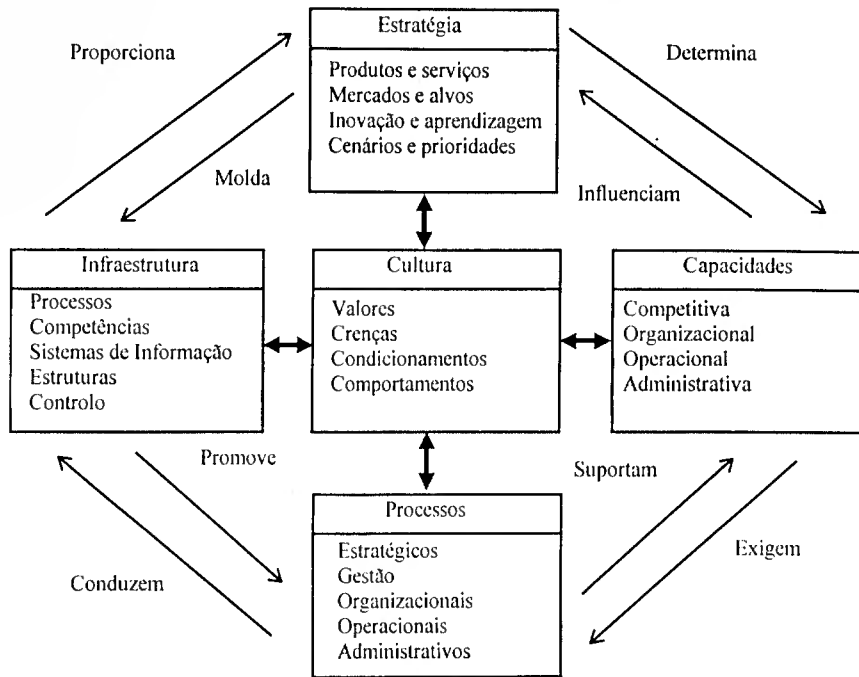 Estratégia
Proporciona
Determina
Produtos e serviços
Mercados e alvos
Inovação e aprendizagem
Cenários e prioridades
Molda
Influenciam
Infraestrutura
Processos
Competências
Sistemas de Informação
Estruturas
Controlo
Cultura
Valores
Crenças
Condicionamentos
Comportamentos
Capacidades
Competitiva
Organizacional
Operacional
Administrativa
Promove
Suportam
Processos
Estratégicos
Gestão
Organizacionais
Operacionais
Administrativos
Conduzem
Exigem